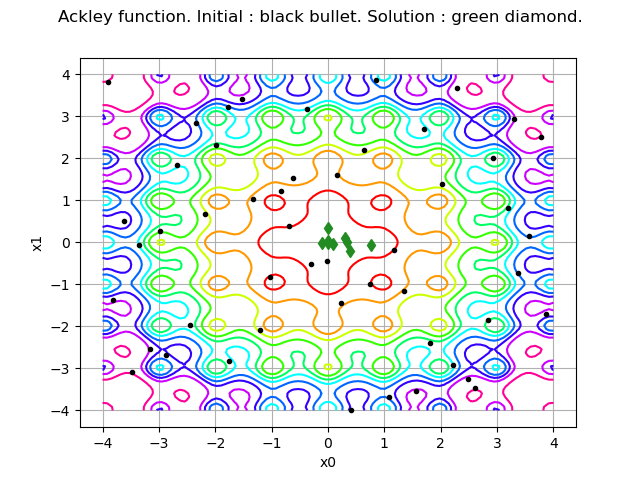 Ackley function. Initial : black bullet. Solution : green diamond.
4
3
2
1
0
−1
−2
−3
−4
x1
−4 −3 −2 −1 0 1 2 3 4
x0